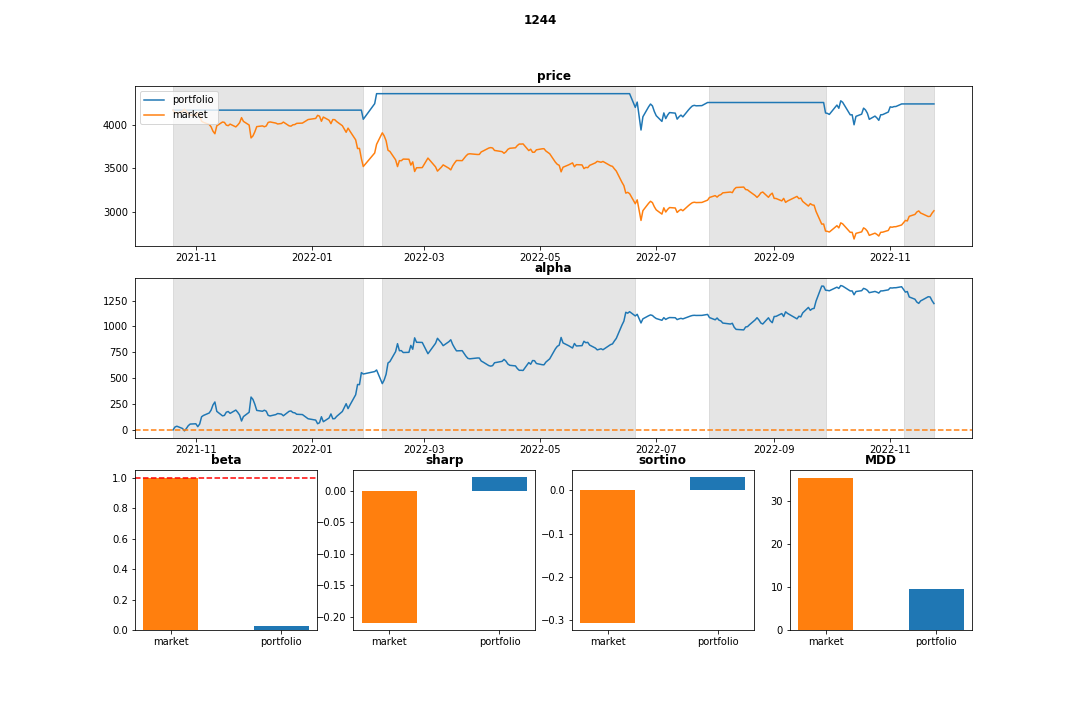 1244
price
portfolio
market
4000
3500
3000
2021-11 2022-01 2022-03 2022-05 2022-07 2022-09 2022-11
alpha
1250
1000
750
500
250
0
2021-11 2022-01 2022-03 2022-05 2022-07 2022-09 2022-11
beta
1.0
0.8
0.6
0.4
0.2
0.0
market portfolio
sharp
0.00
−0.05
−0.10
−0.15
−0.20
market portfolio
sortino
0.0
−0.1
−0.2
−0.3
market portfolio
MDD
30
20
10
0
market portfolio